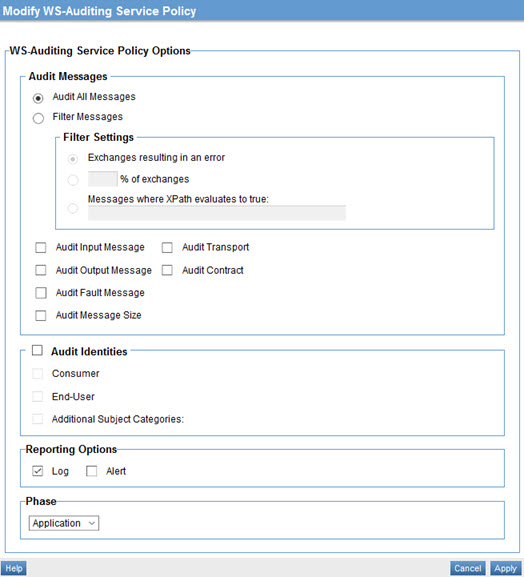 Modify WS-Auditing Service Policy
WS-Auditing Service Policy Options
Audit Messages
Audit All Messages
Filter Messages
Filter Settings
Exchanges resulting in an error
% of exchanges
Messages where XPath evaluates to true:
Audit Input Message Audit Transport
Audit Output Message Audit Contract
Audit Fault Message
Audit Message Size
Audit Identities
Consumer
End-User
Additional Subject Categories:
Reporting Options
Log Alert
Phase
Application
Help Cancel Apply